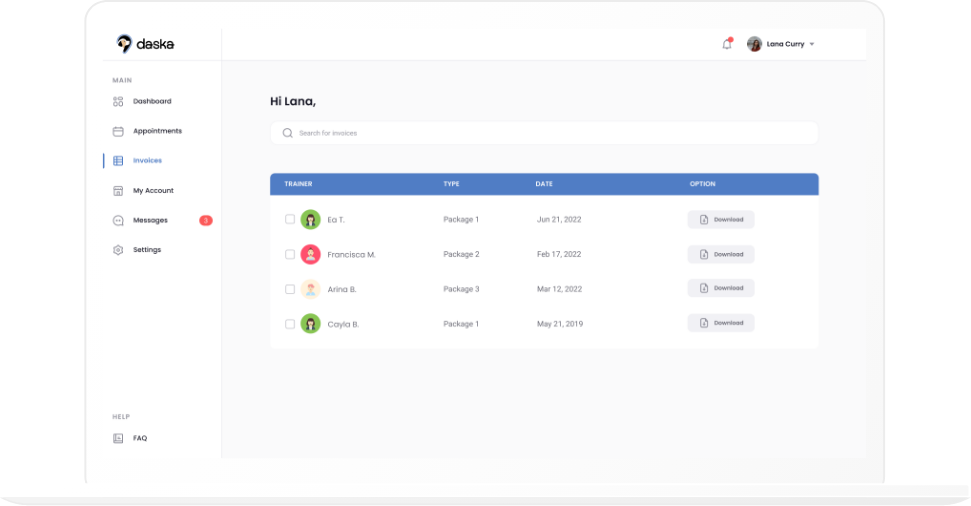 daska
Lana Curry
MAIN
Dashboard
Appointments
Invoices
My Account
Messages 3
Settings
HELP
FAQ
Hi Lana,
Search for invoices
TRAINER TYPE DATE OPTION
Ea T. Package 1 Jun 21, 2022 Download
Francisca M. Package 2 Feb 17, 2022 Download
Arina B. Package 3 Mar 12, 2022 Download
Cayla B. Package 1 May 21, 2019 Download